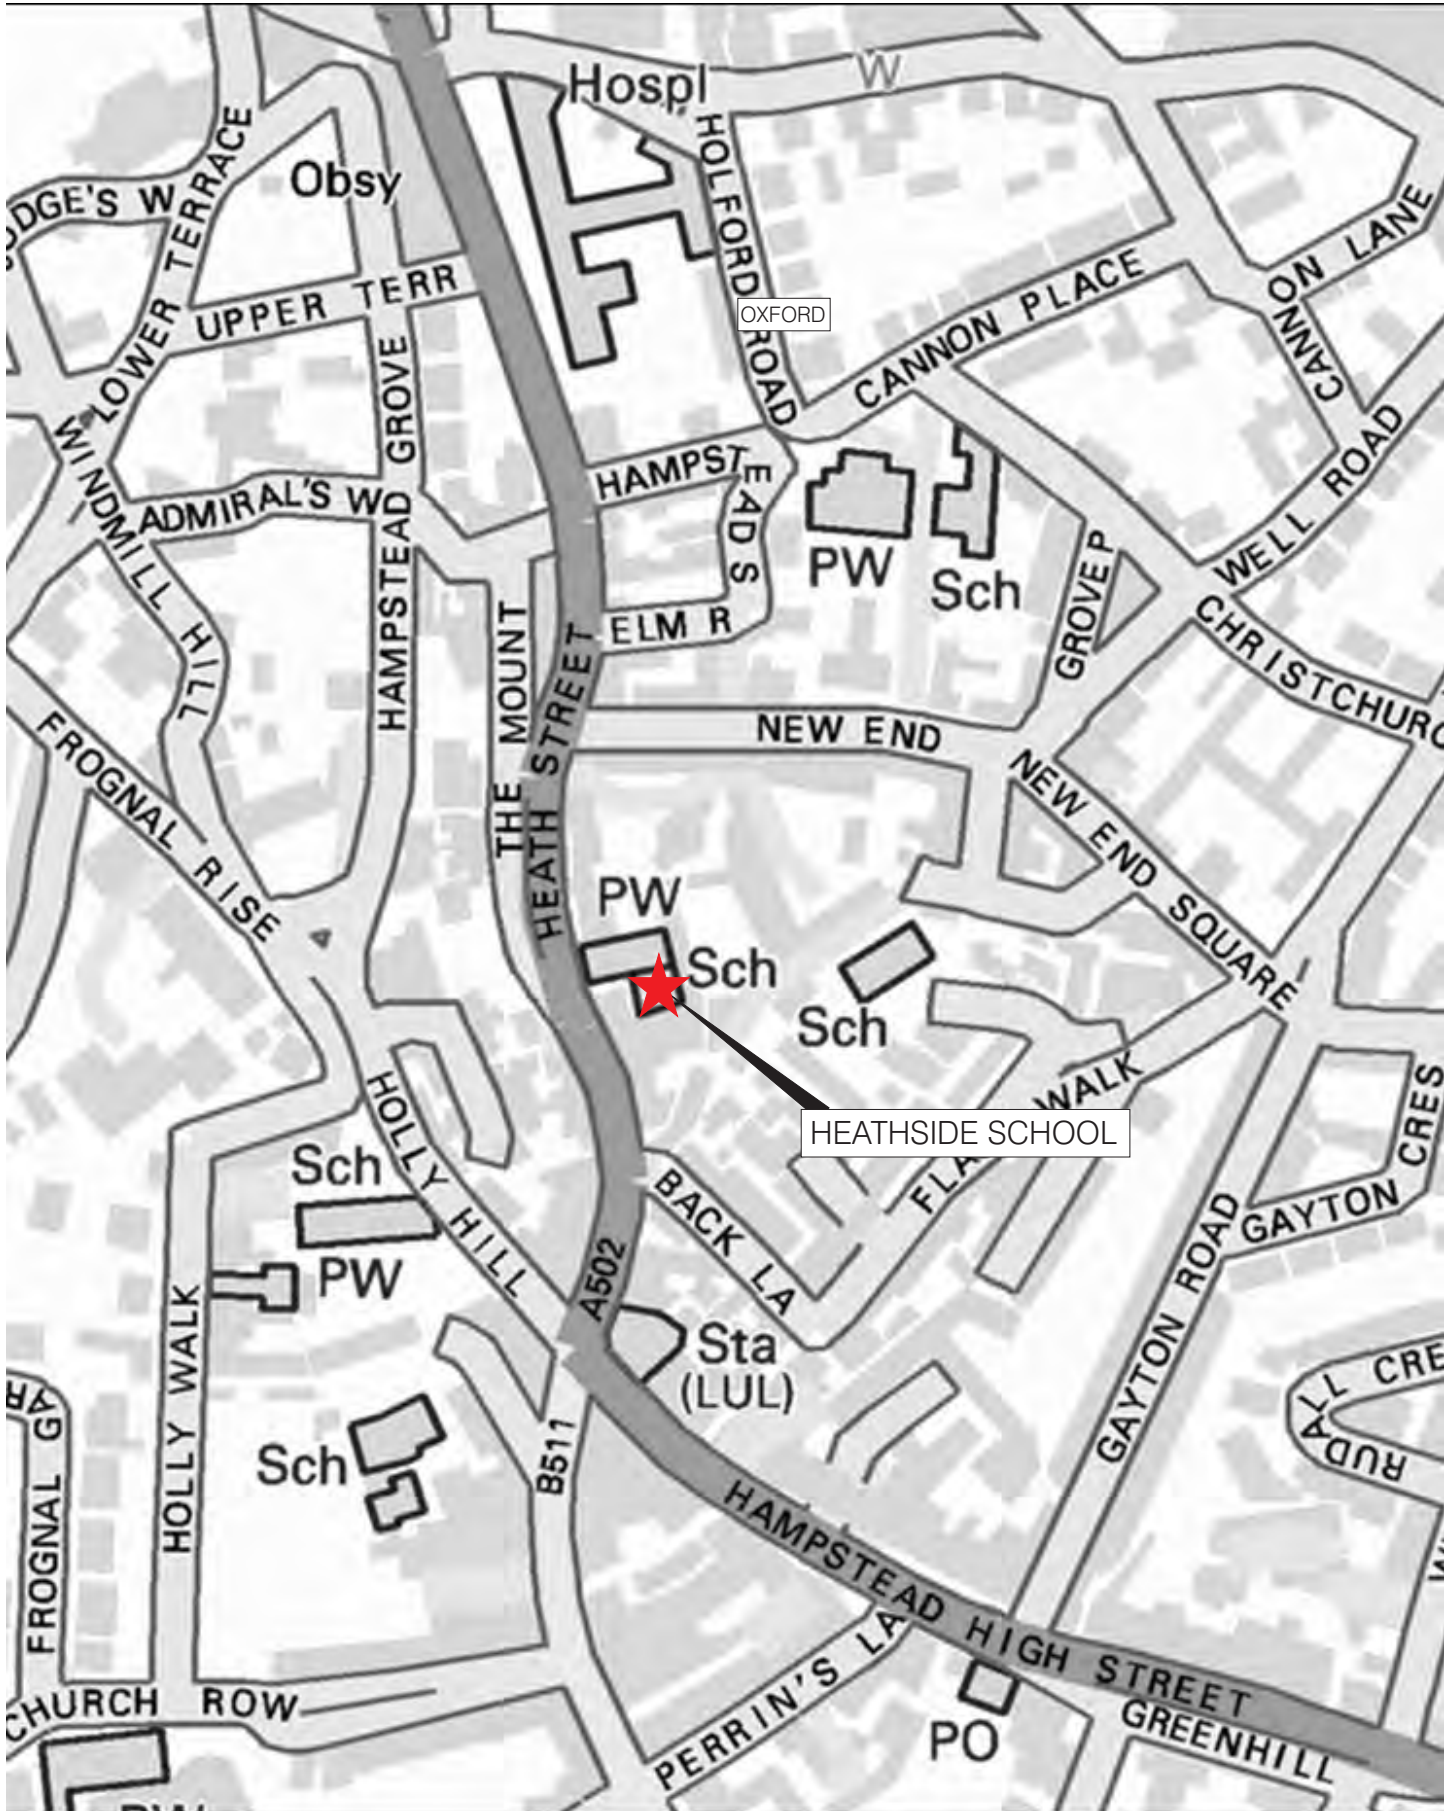 Hospl
W
HOLFORD ROAD
LOWER TERRACE
Obsy
UPPER TERR
OXFORD
CANNON PLACE
CANNON LANE
HAMPSTEAD GROVE
WINDMILL HILL
ADMIRAL'S W
HAMPSTEADS
ELM R
PW
Sch
GROVE P
WELL ROAD
CHRISTCHURC
THE MOUNT
HEATH STREET
NEW END
NEW END SQUARE
FROGNAL RISE
PW
Sch
Sch
HEATHSIDE SCHOOL
WALK
FLA
HOLLY HILL
Sch
PW
BACK LA
A502
Sta
(LUL)
GAYTON ROAD
GAYTON CRES
RUDALL CRE
HOLLY WALK
Sch
B511
FROGNAL GAR
HAMPSTEAD HIGH STREET
PERRIN'S LA
PO
GREENHILL
CHURCH ROW